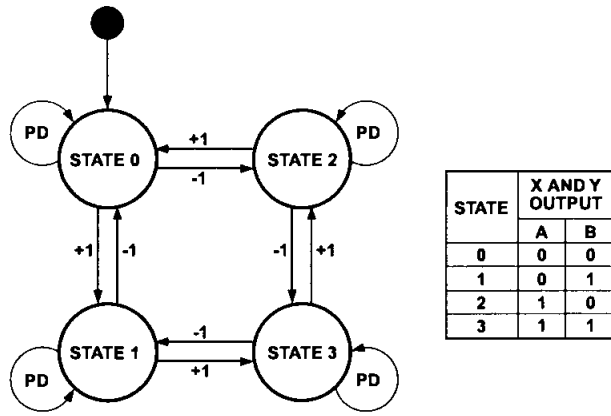 PD
PD
STATE 0
+1
-1
STATE 2
+1
-1
-1
+1
STATE 1
-1
+1
STATE 3
PD
PD
STATE
X AND Y
OUTPUT
A B
0 0 0
1 0 1
2 1 0
3 1 1